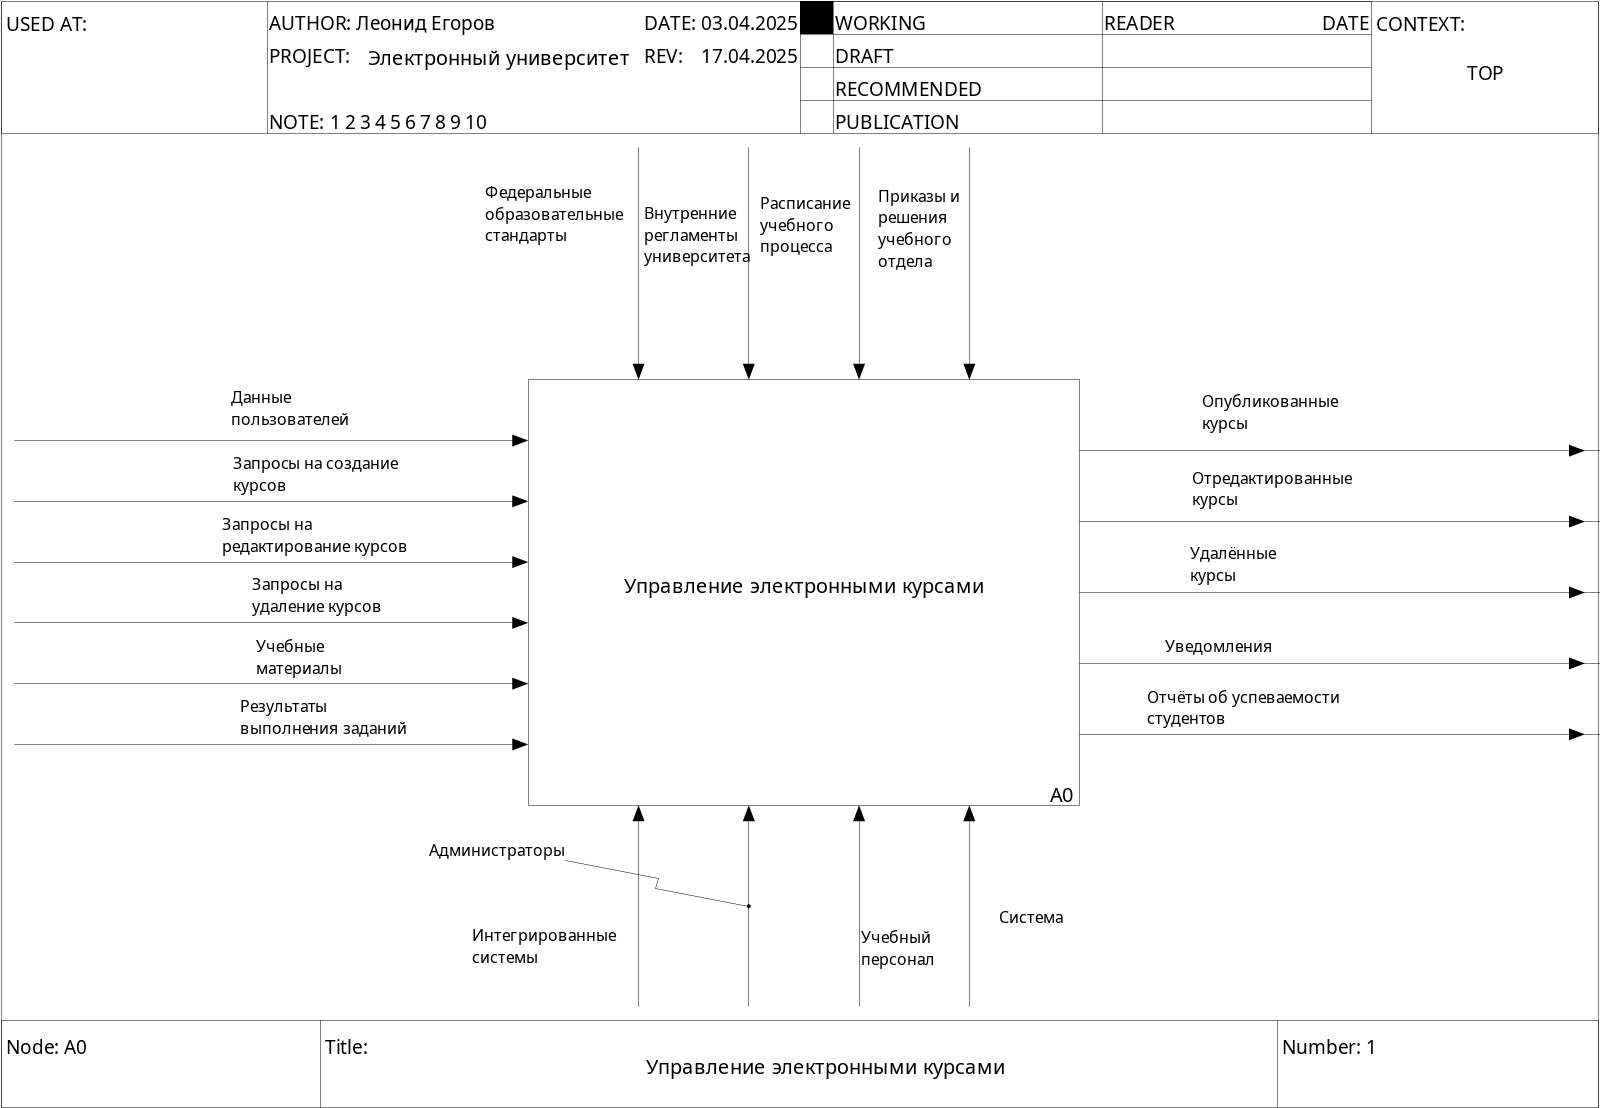 USED AT:
AUTHOR: Леонид Егоров
DATE: 03.04.2025
PROJECT: Электронный университет
REV: 17.04.2025
NOTE: 1 2 3 4 5 6 7 8 9 10
WORKING
DRAFT
RECOMMENDED
PUBLICATION
READER
DATE
CONTEXT:
TOP
Федеральные
образовательные
стандарты
Внутренние
регламенты
университета
Расписание
учебного
процесса
Приказы и
решения
учебного
отдела
Данные
пользователей
Запросы на создание
курсов
Запросы на
редактирование курсов
Запросы на
удаление курсов
Учебные
материалы
Результаты
выполнения заданий
Управление электронными курсами
A0
Опубликованные
курсы
Отредактированные
курсы
Удалённые
курсы
Уведомления
Отчёты об успеваемости
студентов
Администраторы
Интегрированные
системы
Учебный
персонал
Система
Node: A0
Title:
Управление электронными курсами
Number: 1